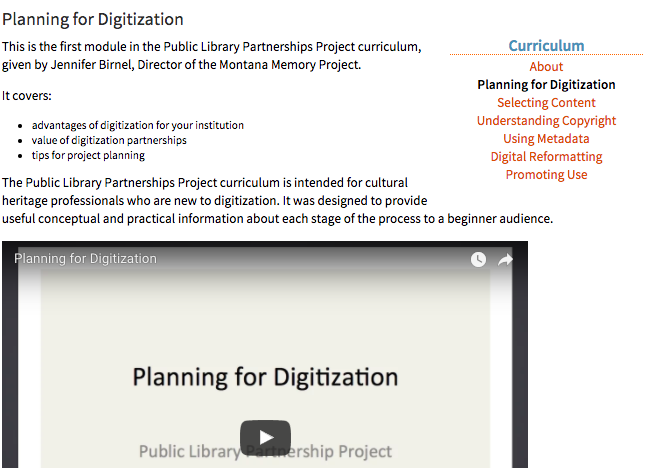 Planning for Digitization
This is the first module in the Public Library Partnerships Project curriculum,
given by Jennifer Birnel, Director of the Montana Memory Project.
It covers:
advantages of digitization for your institution
value of digitization partnerships
tips for project planning
The Public Library Partnerships Project curriculum is intended for cultural
heritage professionals who are new to digitization. It was designed to provide
useful conceptual and practical information about each stage of the process to a beginner audience.
Curriculum
About
Planning for Digitization
Selecting Content
Understanding Copyright
Using Metadata
Digital Reformatting
Promoting Use
Planning for Digitization
Planning for Digitization
Public Library Partnership Project